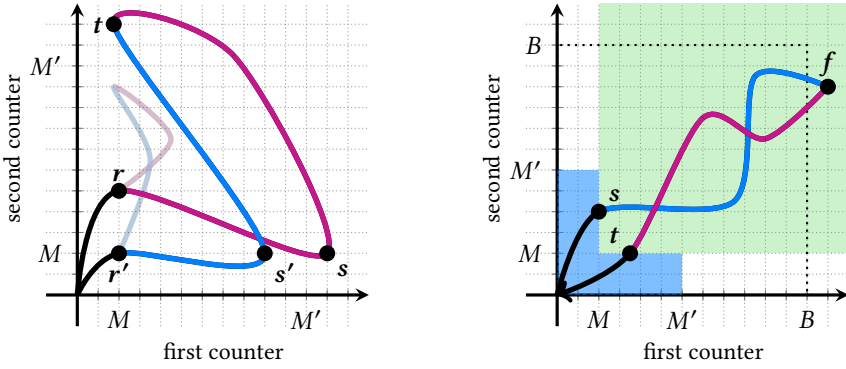 t
M′
r
second counter
M
r′
s′
s
M
M′
first counter
B
f
second counter
M′
s
t
M
M
M′
B
first counter